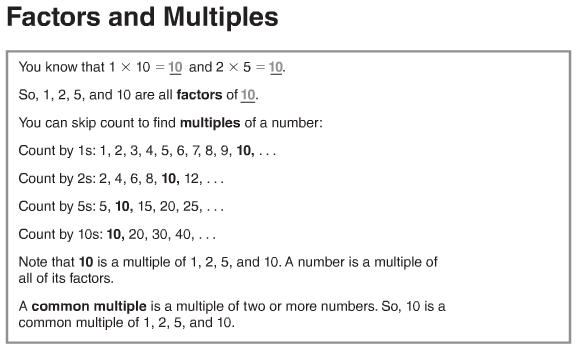 Factors and Multiples
You know that 1 × 10 = 10 and 2 × 5 = 10.
So, 1, 2, 5, and 10 are all factors of 10.
You can skip count to find multiples of a number:
Count by 1s: 1, 2, 3, 4, 5, 6, 7, 8, 9, 10, . . .
Count by 2s: 2, 4, 6, 8, 10, 12, . . .
Count by 5s: 5, 10, 15, 20, 25, . . .
Count by 10s: 10, 20, 30, 40, . . .
Note that 10 is a multiple of 1, 2, 5, and 10. A number is a multiple of
all of its factors.
A common multiple is a multiple of two or more numbers. So, 10 is a
common multiple of 1, 2, 5, and 10.